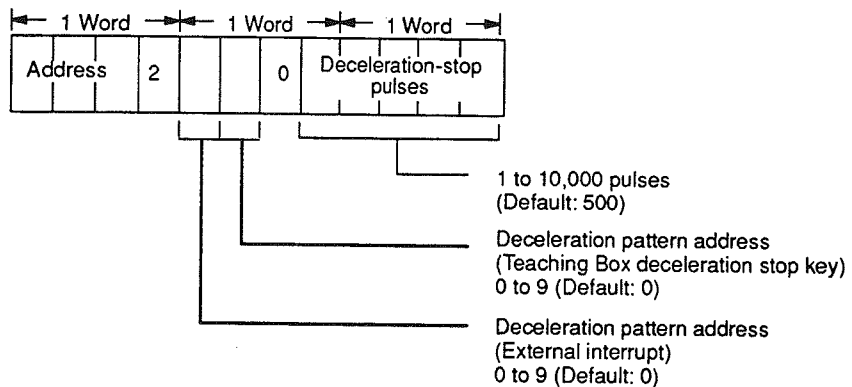 1 Word 1 Word 1 Word
Address 2 0 Deceleration-stop
pulses
1 to 10,000 pulses
(Default: 500)
Deceleration pattern address
(Teaching Box deceleration stop key)
0 to 9 (Default: 0)
Deceleration pattern address
(External interrupt)
0 to 9 (Default: 0)